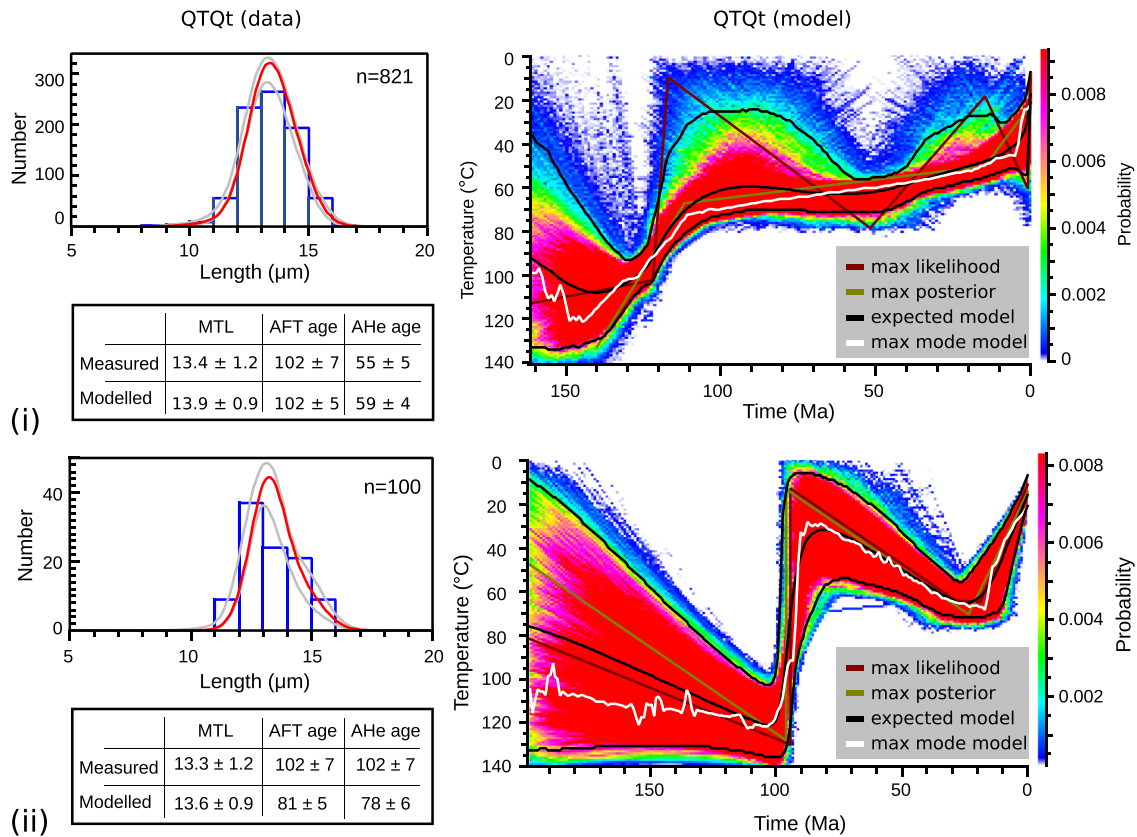 QTQt (data)
QTQt (model)
n=821
Number
300
200
100
0
5
10
15
20
Length (μm)
MTL AFT age AHe age
Measured 13.4 ± 1.2 102 ± 7 55 ± 5
Modelled 13.9 ± 0.9 102 ± 5 59 ± 4
(i)
Temperature (°C)
0
20
40
60
80
100
120
140
150
100
50
0
Time (Ma)
max likelihood
max posterior
expected model
max mode model
0.008
0.006
0.004
0.002
0
Probability
n=100
Number
40
20
0
5
10
15
20
Length (μm)
MTL AFT age AHe age
Measured 13.3 ± 1.2 102 ± 7 102 ± 7
Modelled 13.6 ± 0.9 81 ± 5 78 ± 6
(ii)
Temperature (°C)
0
20
40
60
80
100
120
140
150
100
50
0
Time (Ma)
max likelihood
max posterior
expected model
max mode model
0.008
0.006
0.004
0.002
Probability